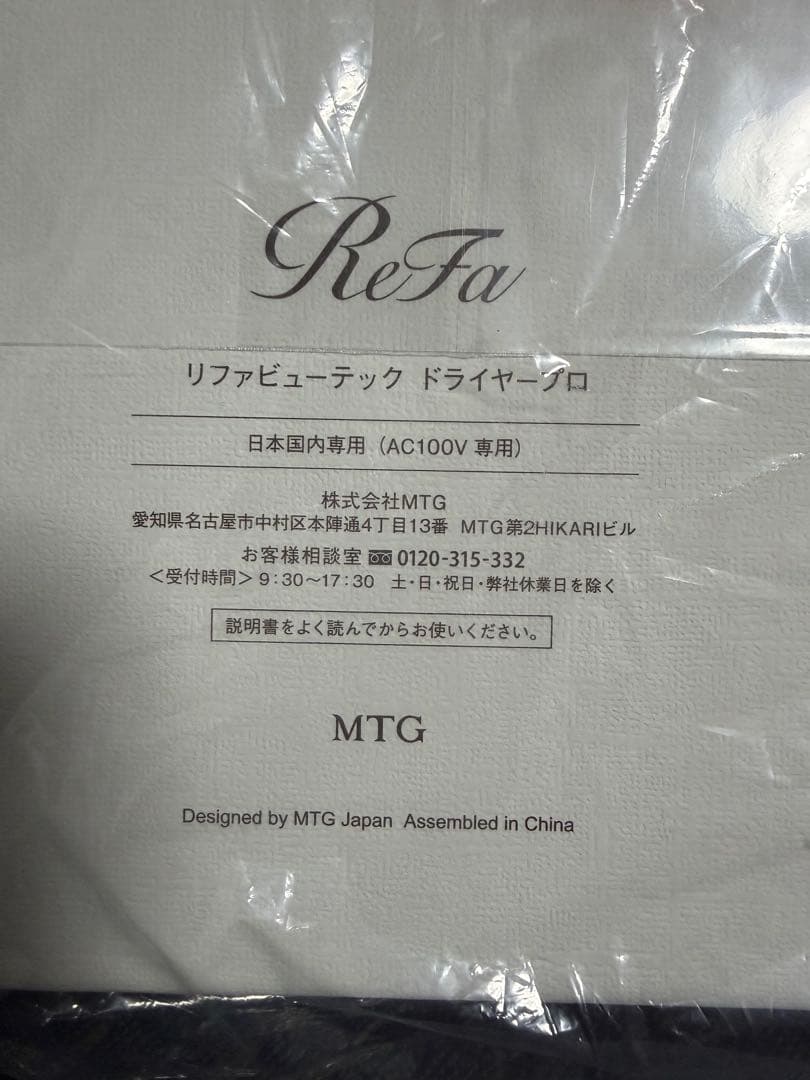 ReFa
リファビューテック ドライヤープロ
日本国内専用（AC100V 専用）
株式会社MTG
愛知県名古屋市中村区本陣通4丁目13番 MTG第2HIKARIビル
お客様相談室 0120-315-332
＜受付時間＞9：30～17：30 土・日・祝日・弊社休業日を除く
説明書をよく読んでからお使いください。
MTG
Designed by MTG Japan Assembled in China